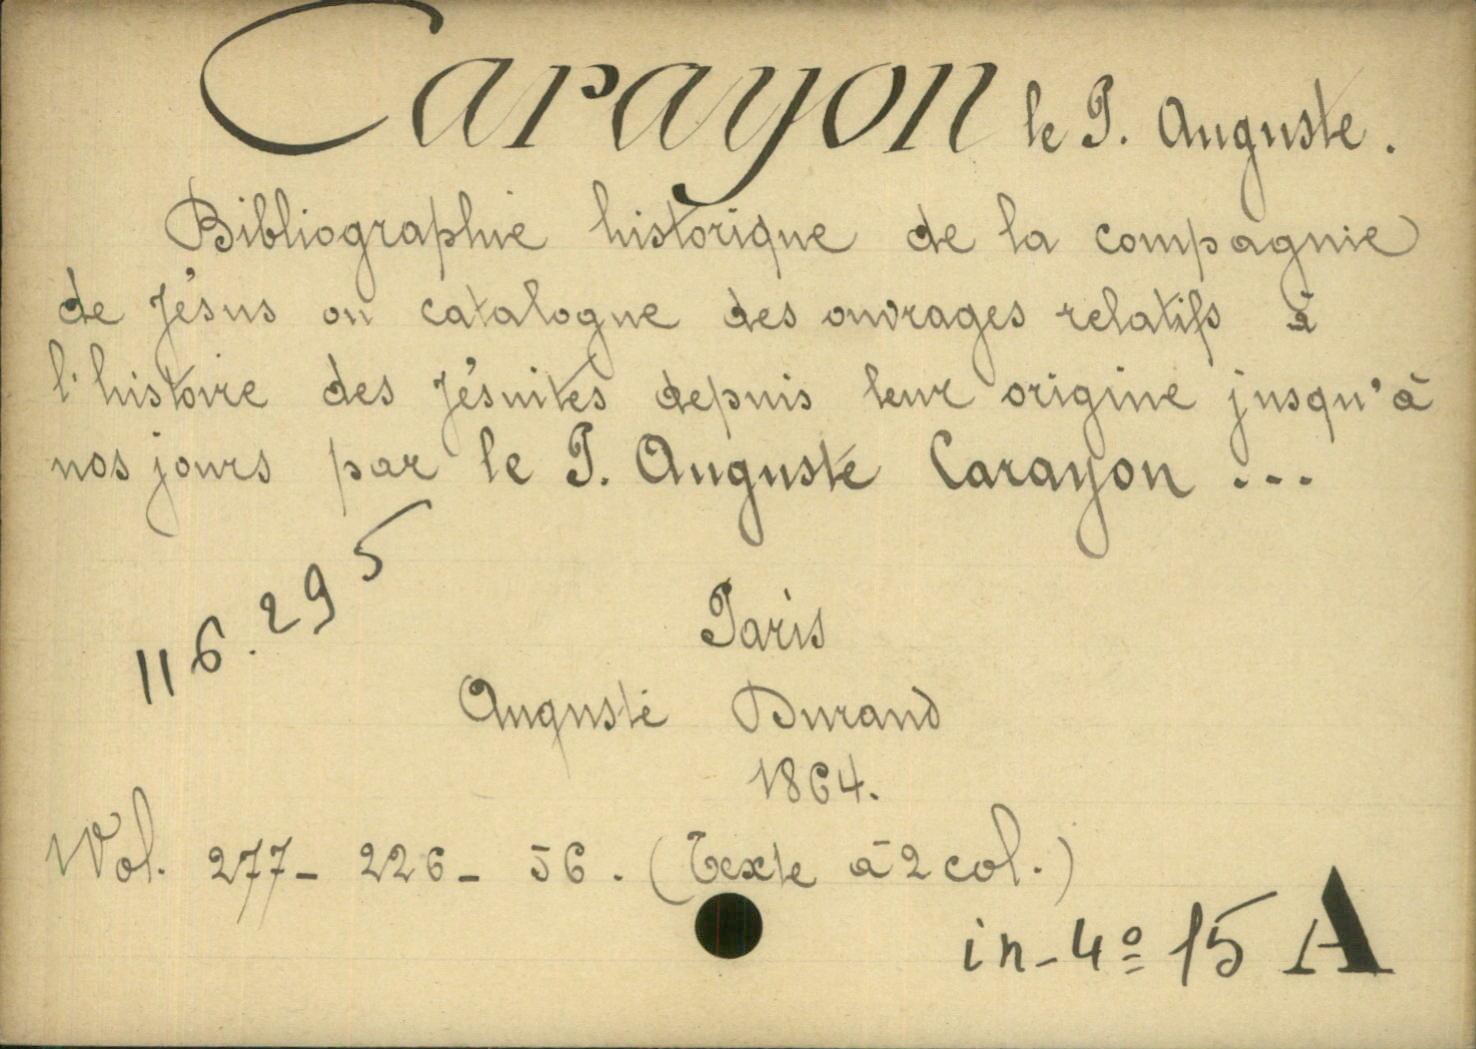 Carayon le P. Auguste.
Bibliographie historique de la compagnie
de Jésus ou catalogue des ouvrages relatifs à
l'histoire des Jésuites depuis leur origine jusqu'à
nos jours par le P. Auguste Carayon ...
116.295
Paris
Auguste Durand
1864.
1 Vol. 277- 226- 56. (Texte à 2 col.)
in-4º 15 A